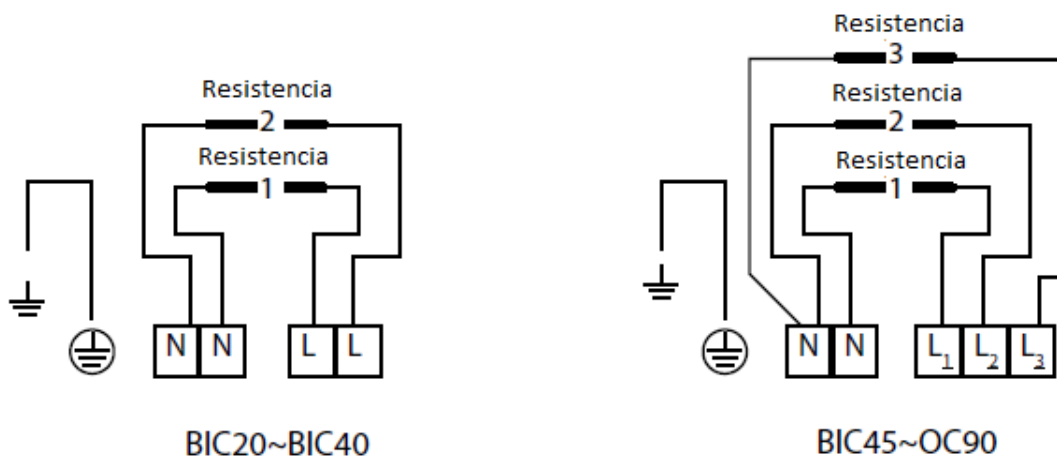 Resistencia
2
Resistencia
1
N N L L
BIC20~BIC40
Resistencia
3
Resistencia
2
Resistencia
1
N N L1 L2 L3
BIC45~OC90